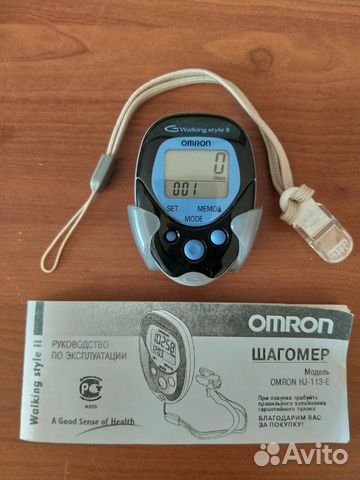 Walking style II
OMRON
0
Steps
001
SET
MEMO
MODE
Walking style II
РУКОВОДСТВО
ПО ЭКСПЛУАТАЦИИ
A Good Sense of Health
OMRON
ШАГОМЕР
Модель
OMRON HJ-113-E
При покупке требуйте
правильного заполнения
гарантийного талона
БЛАГОДАРИМ ВАС
ЗА ПОКУПКУ!
Avito